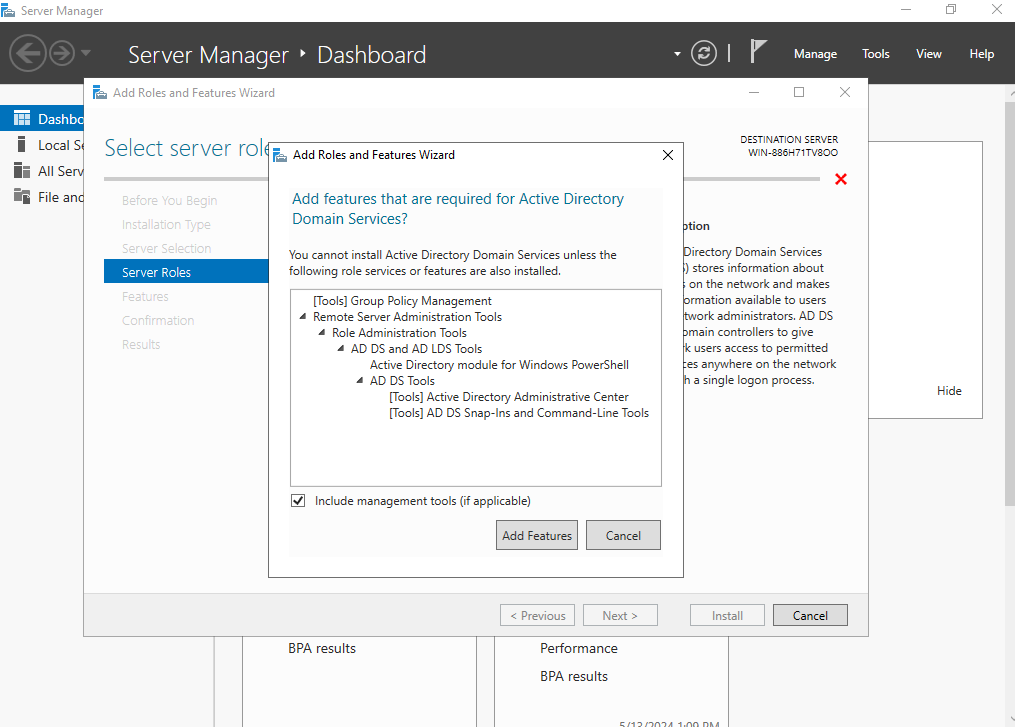 Server Manager
Server Manager ‣ Dashboard
Manage Tools View Help
Dashbo
Local Se
All Serv
File and
Add Roles and Features Wizard
Select server role
DESTINATION SERVER
WIN-886H71TV8OO
Before You Begin
Installation Type
Server Selection
Server Roles
Features
Confirmation
Results
Add Roles and Features Wizard
Add features that are required for Active Directory
Domain Services?
You cannot install Active Directory Domain Services unless the
following role services or features are also installed.
[Tools] Group Policy Management
Remote Server Administration Tools
Role Administration Tools
AD DS and AD LDS Tools
Active Directory module for Windows PowerShell
AD DS Tools
[Tools] Active Directory Administrative Center
[Tools] AD DS Snap-Ins and Command-Line Tools
Include management tools (if applicable)
Add Features
Cancel
ption
Directory Domain Services
) stores information about
s on the network and makes
ormation available to users
twork administrators. AD DS
omain controllers to give
k users access to permitted
ces anywhere on the network
h a single logon process.
Hide
< Previous
Next >
Install
Cancel
BPA results
Performance
BPA results
5/13/2024 1:09 PM